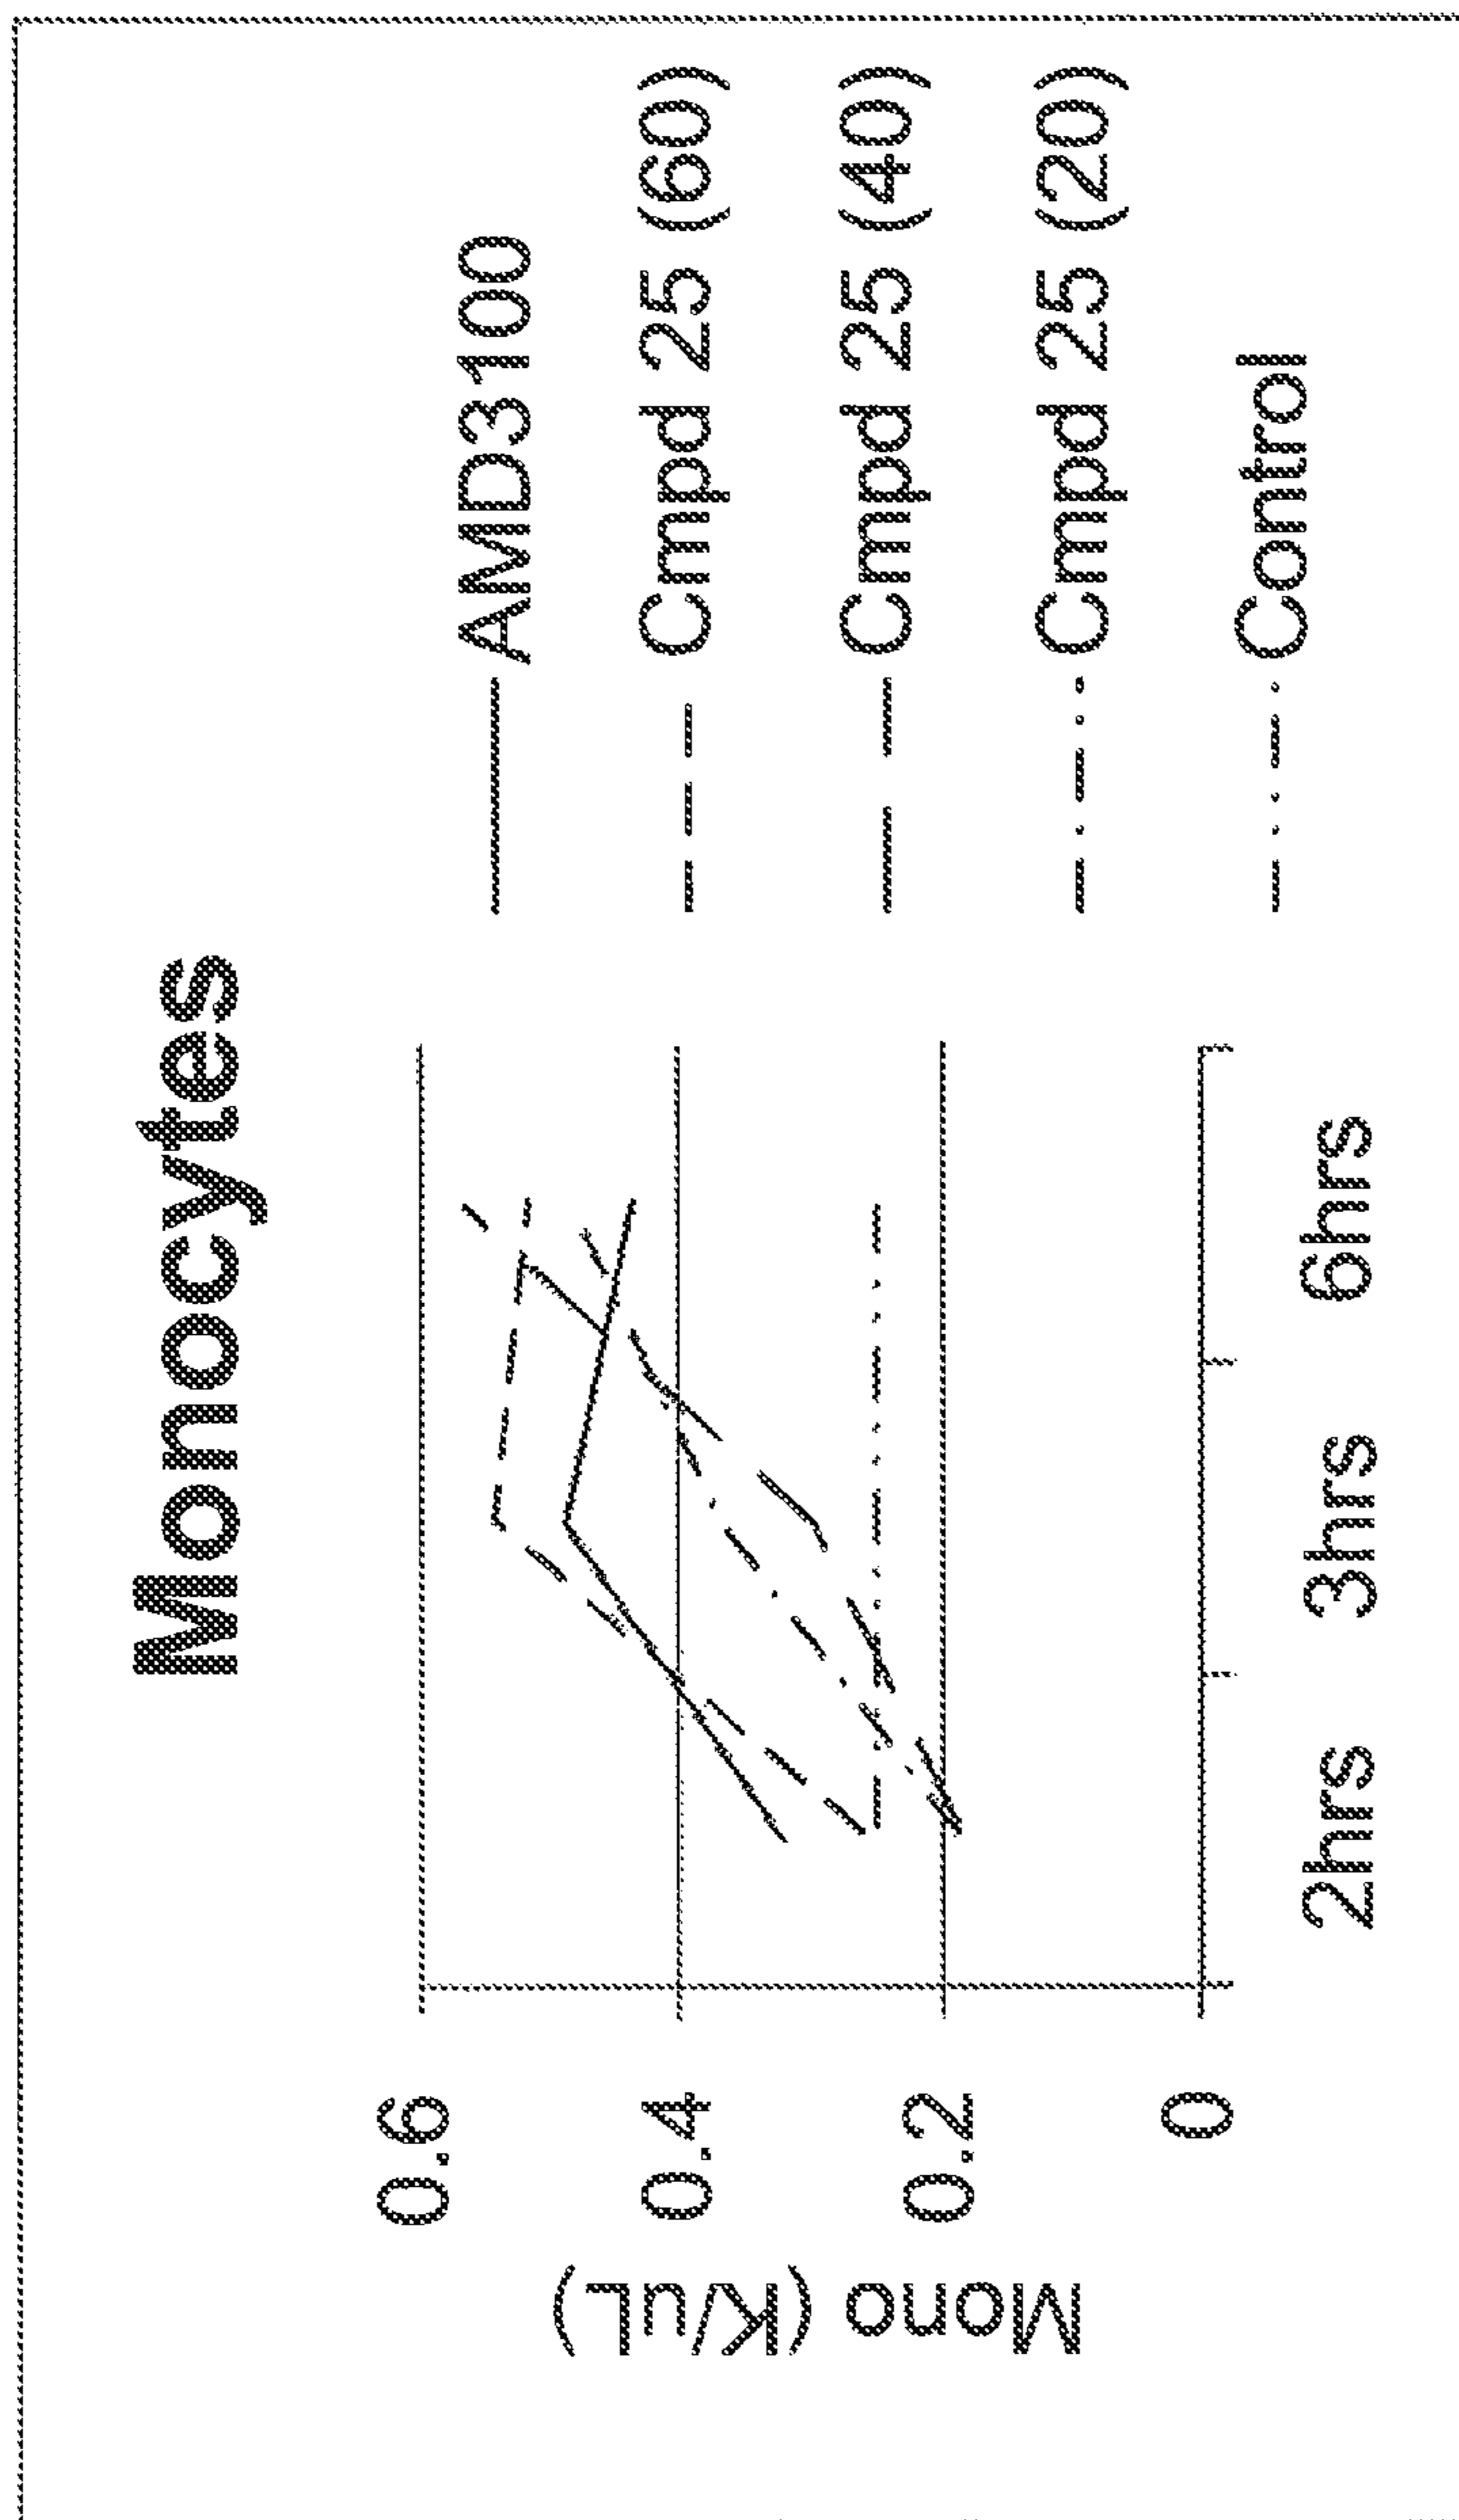 Monocytes
Mono (K/uL)
0.6
0.4
0.2
0
2hrs
3hrs
6hrs
AMD3100
Cmpd 25 (60)
Cmpd 25 (40)
Cmpd 25 (20)
Control